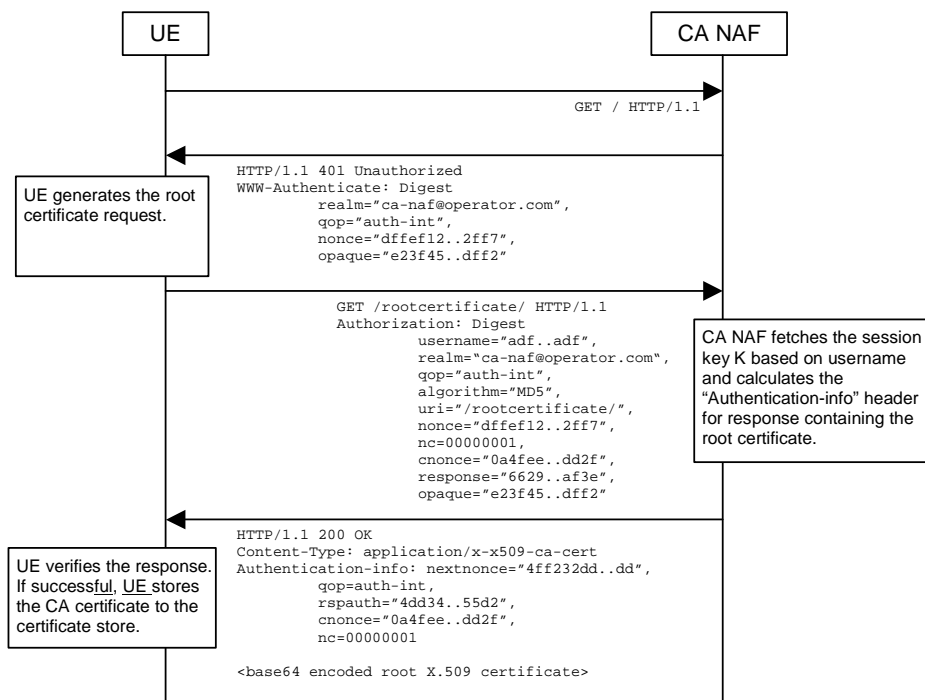 UE
CA NAF
GET / HTTP/1.1
HTTP/1.1 401 Unauthorized
WWW-Authenticate: Digest
realm="ca-naf@operator.com",
qop="auth-int",
nonce="dffef12..2ff7",
opaque="e23f45..dff2"
UE generates the root
certificate request.
GET /rootcertificate/ HTTP/1.1
Authorization: Digest
username="adf..adf",
realm="ca-naf@operator.com",
qop="auth-int",
algorithm="MD5",
uri="/rootcertificate/",
nonce="dffef12..2ff7",
nc=00000001,
cnonce="0a4fee..dd2f",
response="6629..af3e",
opaque="e23f45..dff2"
CA NAF fetches the session
key K based on username
and calculates the
“Authentication-info” header
for response containing the
root certificate.
HTTP/1.1 200 OK
Content-Type: application/x-x509-ca-cert
Authentication-info: nextnonce="4ff232dd..dd",
qop=auth-int,
rspauth="4dd34..55d2",
cnonce="0a4fee..dd2f",
nc=00000001
<base64 encoded root X.509 certificate>
UE verifies the response.
If successful, UE stores
the CA certificate to the
certificate store.